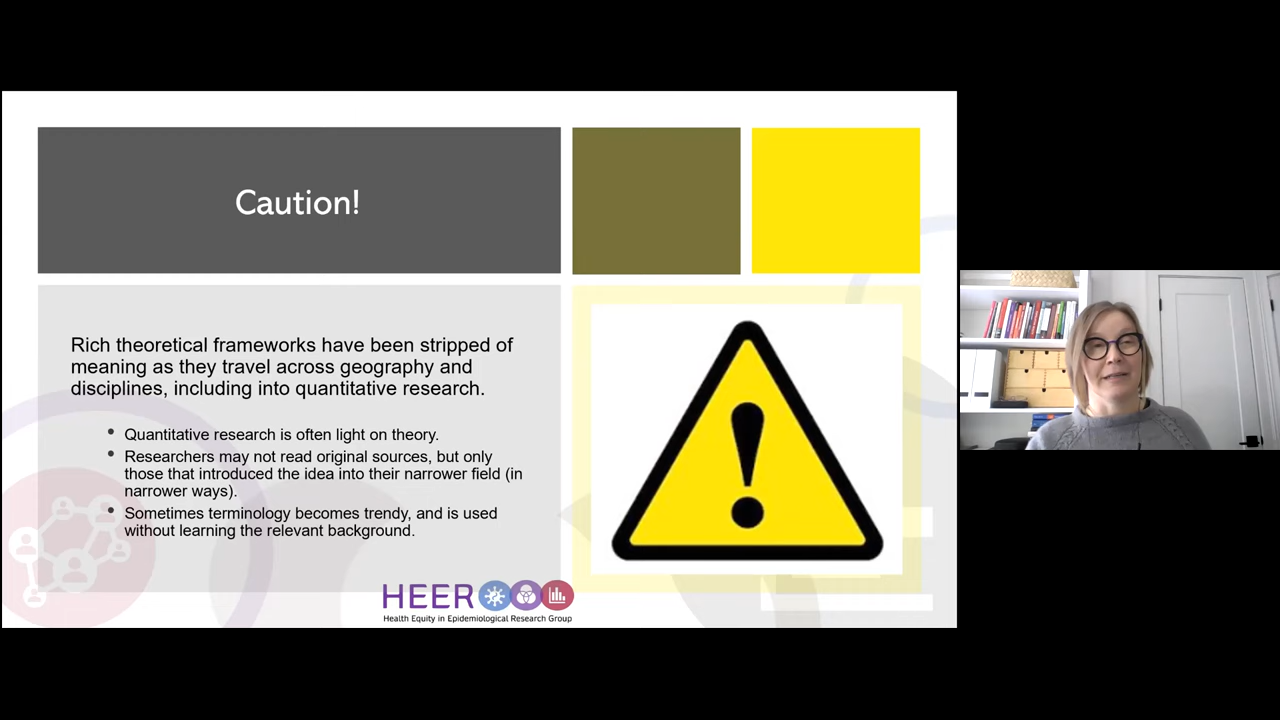 Caution!
Rich theoretical frameworks have been stripped of
meaning as they travel across geography and
disciplines, including into quantitative research.
• Quantitative research is often light on theory.
• Researchers may not read original sources, but only
those that introduced the idea into their narrower field (in
narrower ways).
• Sometimes terminology becomes trendy, and is used
without learning the relevant background.
HEER
Health Equity in Epidemiological Research Group